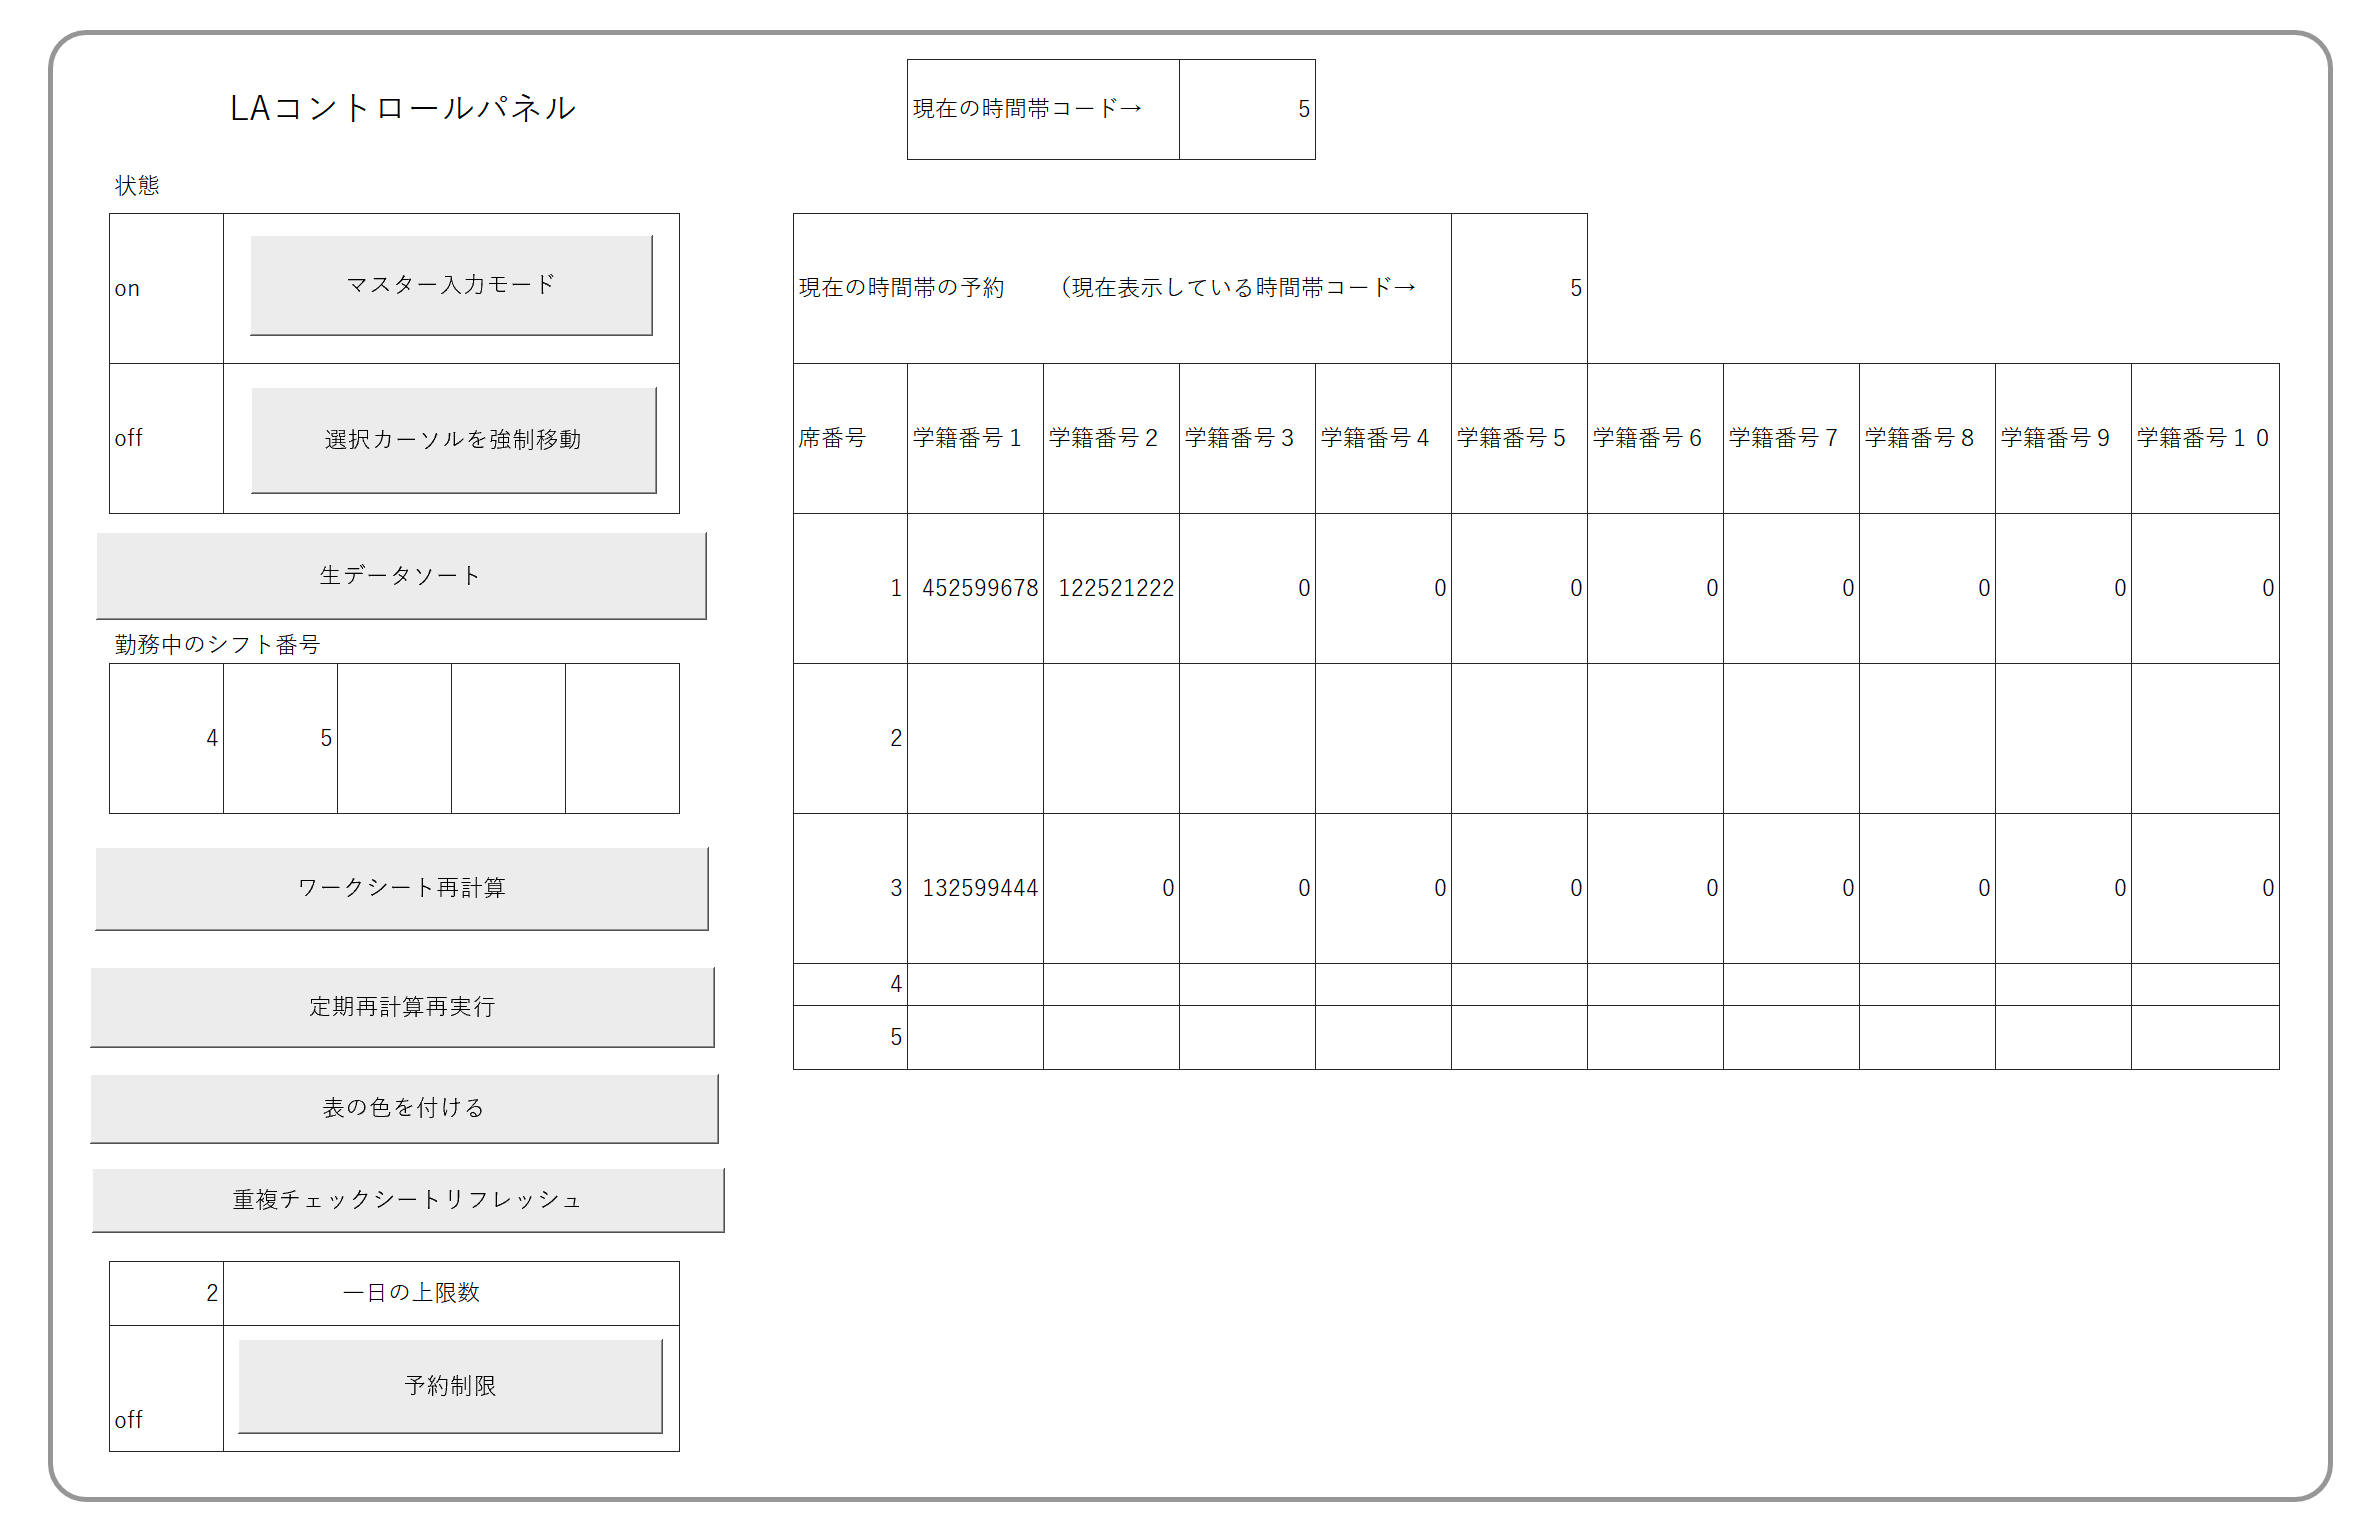 LAコントロールパネル
現在の時間帯コード→ 5
状態
on マスター入力モード
off 選択カーソルを強制移動
生データソート
勤務中のシフト番号
4 5
ワークシート再計算
定期再計算再実行
表の色を付ける
重複チェックシートリフレッシュ
2 一日の上限数
off 予約制限
現在の時間帯の予約　　（現在表示している時間帯コード→ 5
席番号 学籍番号１ 学籍番号２ 学籍番号３ 学籍番号４ 学籍番号５ 学籍番号６ 学籍番号７ 学籍番号８ 学籍番号９ 学籍番号１０
1 452599678 122521222 0 0 0 0 0 0 0 0
2
3 132599444 0 0 0 0 0 0 0 0 0
4
5